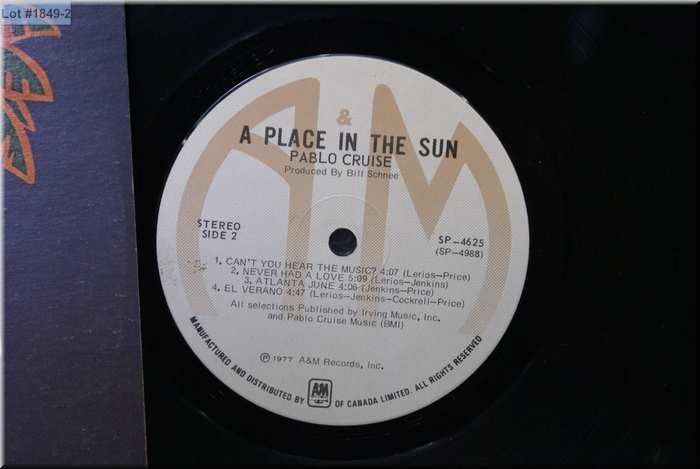 Lot #1849-2
A & M
A PLACE IN THE SUN
PABLO CRUISE
Produced By Bill Schnee
STEREO
SIDE 2
SP-4625
(SP-4988)
1. CAN'T YOU HEAR THE MUSIC? 4:07 (Lerios-Price)
2. NEVER HAD A LOVE 5:09 (Lerios-Jenkins)
3. ATLANTA JUNE 4:06 (Jenkins-Price)
4. EL VERANO 4:47 (Lerios-Jenkins-Cockrell-Price)
All selections Published by Irving Music, Inc.
and Pablo Cruise Music (BMI)
Ⓟ 1977 A&M Records, Inc.
MANUFACTURED AND DISTRIBUTED BY A&M OF CANADA LIMITED. ALL RIGHTS RESERVED